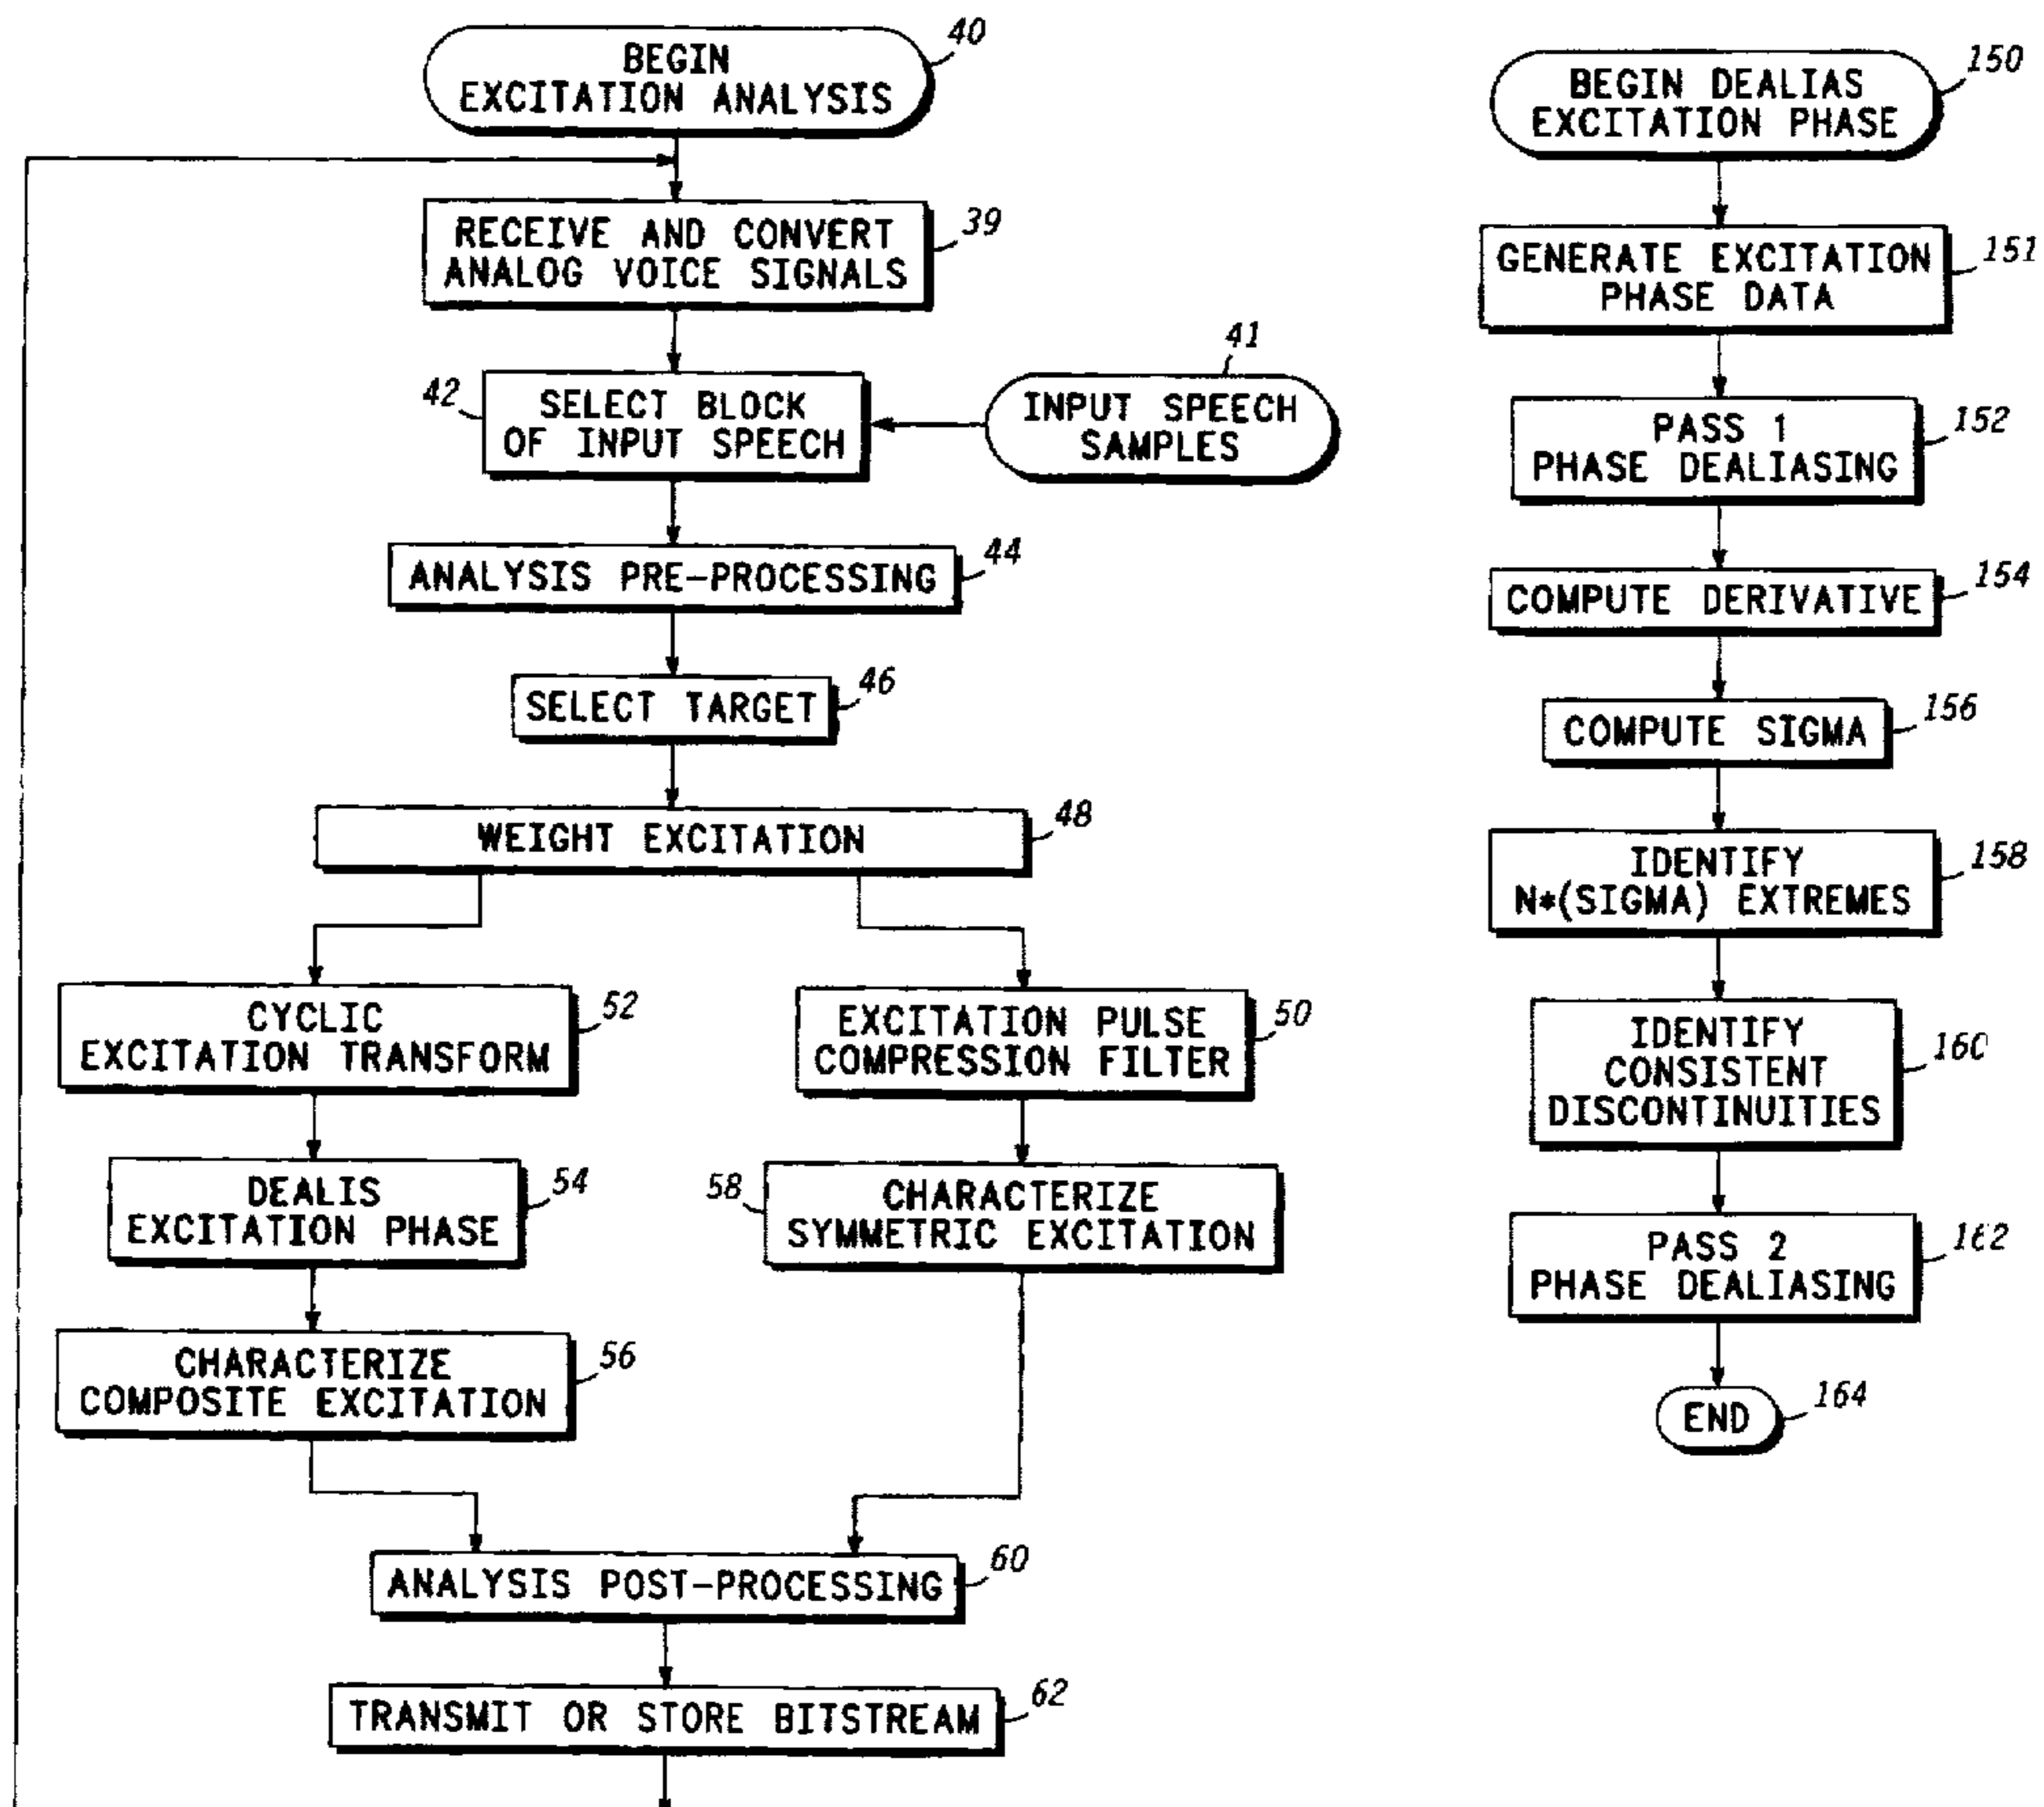 BEGIN
EXCITATION ANALYSIS
40
RECEIVE AND CONVERT
ANALOG VOICE SIGNALS
39
42
SELECT BLOCK
OF INPUT SPEECH
41
INPUT SPEECH
SAMPLES
ANALYSIS PRE-PROCESSING
44
SELECT TARGET
46
WEIGHT EXCITATION
48
CYCLIC
EXCITATION TRANSFORM
52
EXCITATION PULSE
COMPRESSION FILTER
50
DEALIS
EXCITATION PHASE
54
58
CHARACTERIZE
SYMMETRIC EXCITATION
CHARACTERIZE
COMPOSITE EXCITATION
56
ANALYSIS POST-PROCESSING
60
TRANSMIT OR STORE BITSTREAM
62
BEGIN DEALIAS
EXCITATION PHASE
150
GENERATE EXCITATION
PHASE DATA
151
PASS 1
PHASE DEALIASING
152
COMPUTE DERIVATIVE
154
COMPUTE SIGMA
156
IDENTIFY
N*(SIGMA) EXTREMES
158
IDENTIFY
CONSISTENT
DISCONTINUITIES
160
PASS 2
PHASE DEALIASING
162
END
164